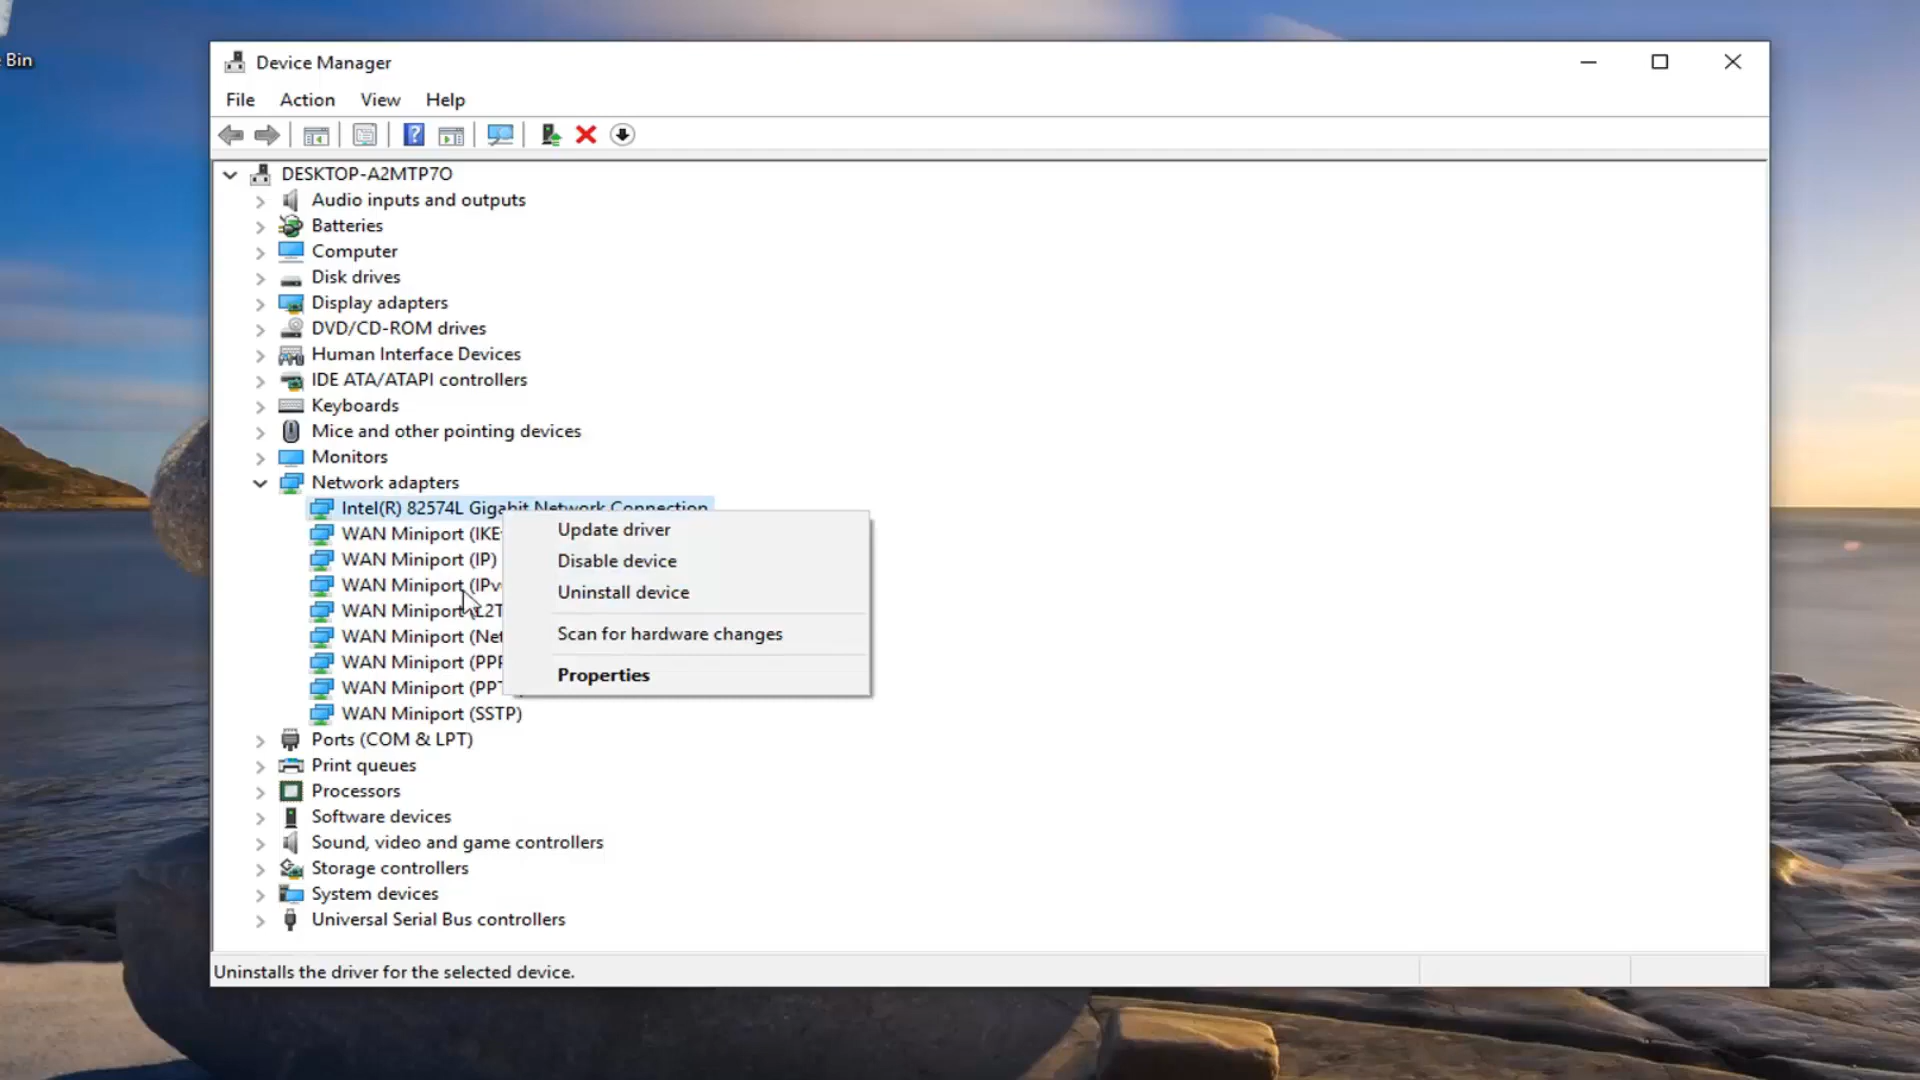 Bin
Device Manager
File Action View Help
DESKTOP-A2MTP7O
Audio inputs and outputs
Batteries
Computer
Disk drives
Display adapters
DVD/CD-ROM drives
Human Interface Devices
IDE ATA/ATAPI controllers
Keyboards
Mice and other pointing devices
Monitors
Network adapters
Intel(R) 82574L Gigabit Network Connection
WAN Miniport (IKE
WAN Miniport (IP)
WAN Miniport (IPv
WAN Miniport (L2T
WAN Miniport (Net
WAN Miniport (PPP
WAN Miniport (PPT
WAN Miniport (SSTP)
Update driver
Disable device
Uninstall device
Scan for hardware changes
Properties
Ports (COM & LPT)
Print queues
Processors
Software devices
Sound, video and game controllers
Storage controllers
System devices
Universal Serial Bus controllers
Uninstalls the driver for the selected device.